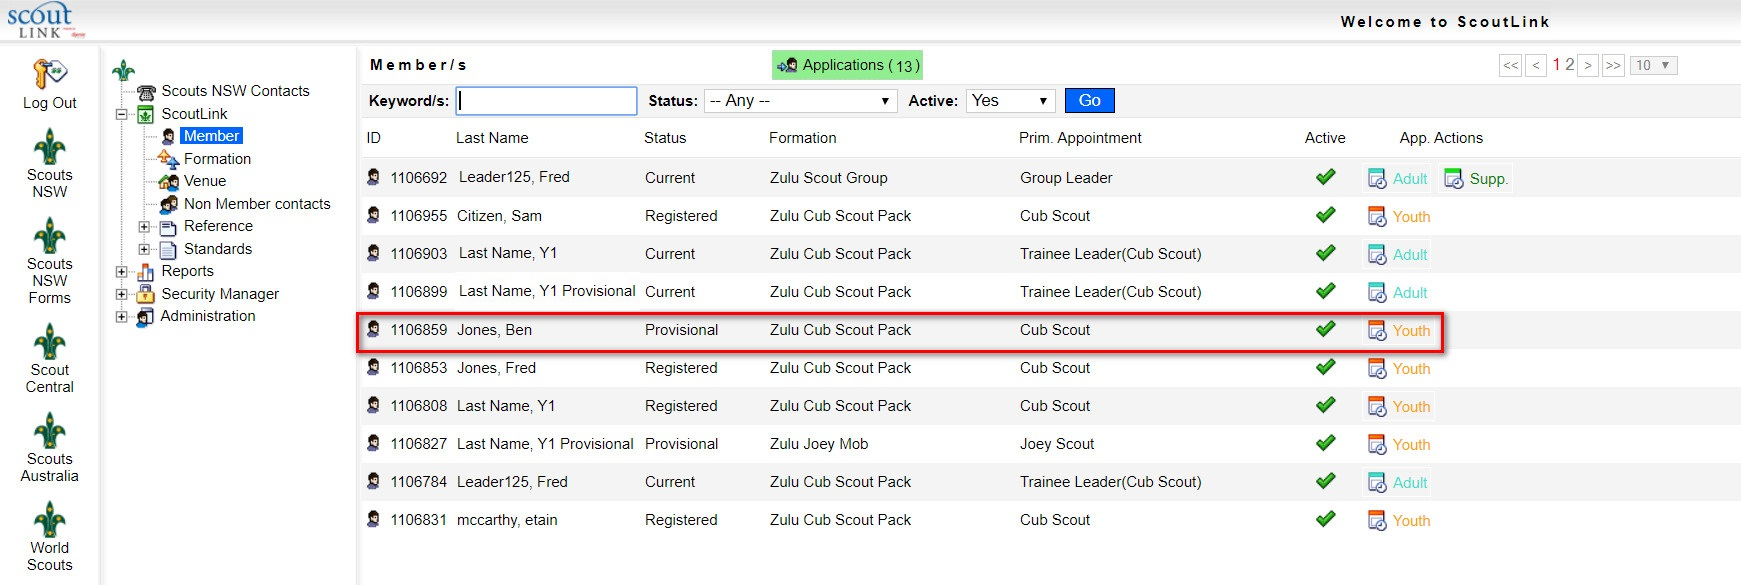 scout
LINK
Welcome to ScoutLink
Log Out
Scouts
NSW
Scouts
NSW
Forms
Scout
Central
Scouts
Australia
World
Scouts
Scouts NSW Contacts
ScoutLink
Member
Formation
Venue
Non Member contacts
Reference
Standards
Reports
Security Manager
Administration
Member/s Applications (13) << < 1 2 > >> 10
Keyword/s: Status: -- Any -- Active: Yes Go
ID Last Name Status Formation Prim. Appointment Active App. Actions
1106692 Leader125, Fred Current Zulu Scout Group Group Leader Adult Supp.
1106955 Citizen, Sam Registered Zulu Cub Scout Pack Cub Scout Youth
1106903 Last Name, Y1 Current Zulu Cub Scout Pack Trainee Leader(Cub Scout) Adult
1106899 Last Name, Y1 Provisional Current Zulu Cub Scout Pack Trainee Leader(Cub Scout) Adult
1106859 Jones, Ben Provisional Zulu Cub Scout Pack Cub Scout Youth
1106853 Jones, Fred Registered Zulu Cub Scout Pack Cub Scout Youth
1106808 Last Name, Y1 Registered Zulu Cub Scout Pack Cub Scout Youth
1106827 Last Name, Y1 Provisional Provisional Zulu Joey Mob Joey Scout Youth
1106784 Leader125, Fred Current Zulu Cub Scout Pack Trainee Leader(Cub Scout) Adult
1106831 mccarthy, etain Registered Zulu Cub Scout Pack Cub Scout Youth